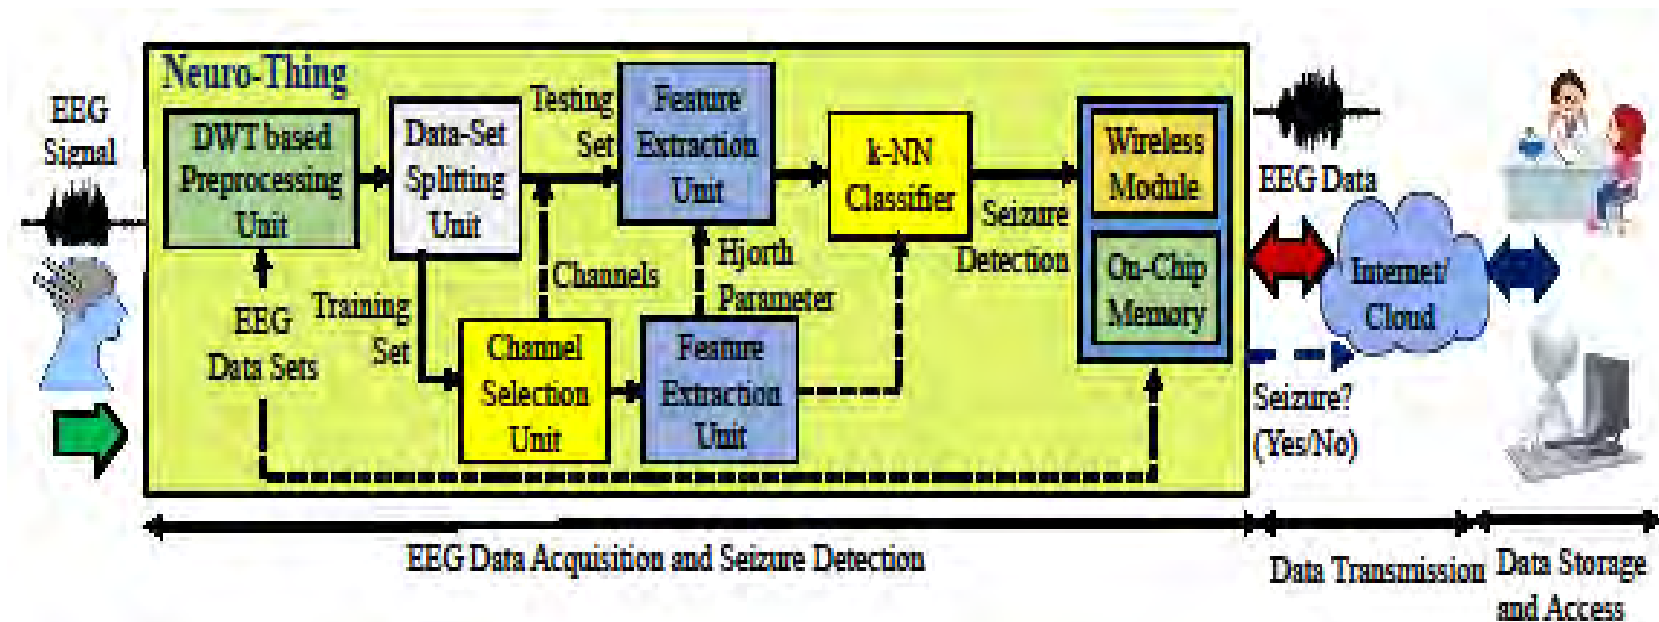 Neuro-Thing
EEG
Signal
DWT based
Preprocessing
Unit
Data-Set
Splitting
Unit
Testing
Set
Feature
Extraction
Unit
k-NN
Classifier
Seizure
Detection
Wireless
Module
On-Chip
Memory
EEG Data
Internet/
Cloud
Channels
Hjorth
Parameter
EEG
Data Sets
Training
Set
Channel
Selection
Unit
Feature
Extraction
Unit
Seizure?
(Yes/No)
EEG Data Acquisition and Seizure Detection
Data Transmission
Data Storage
and Access